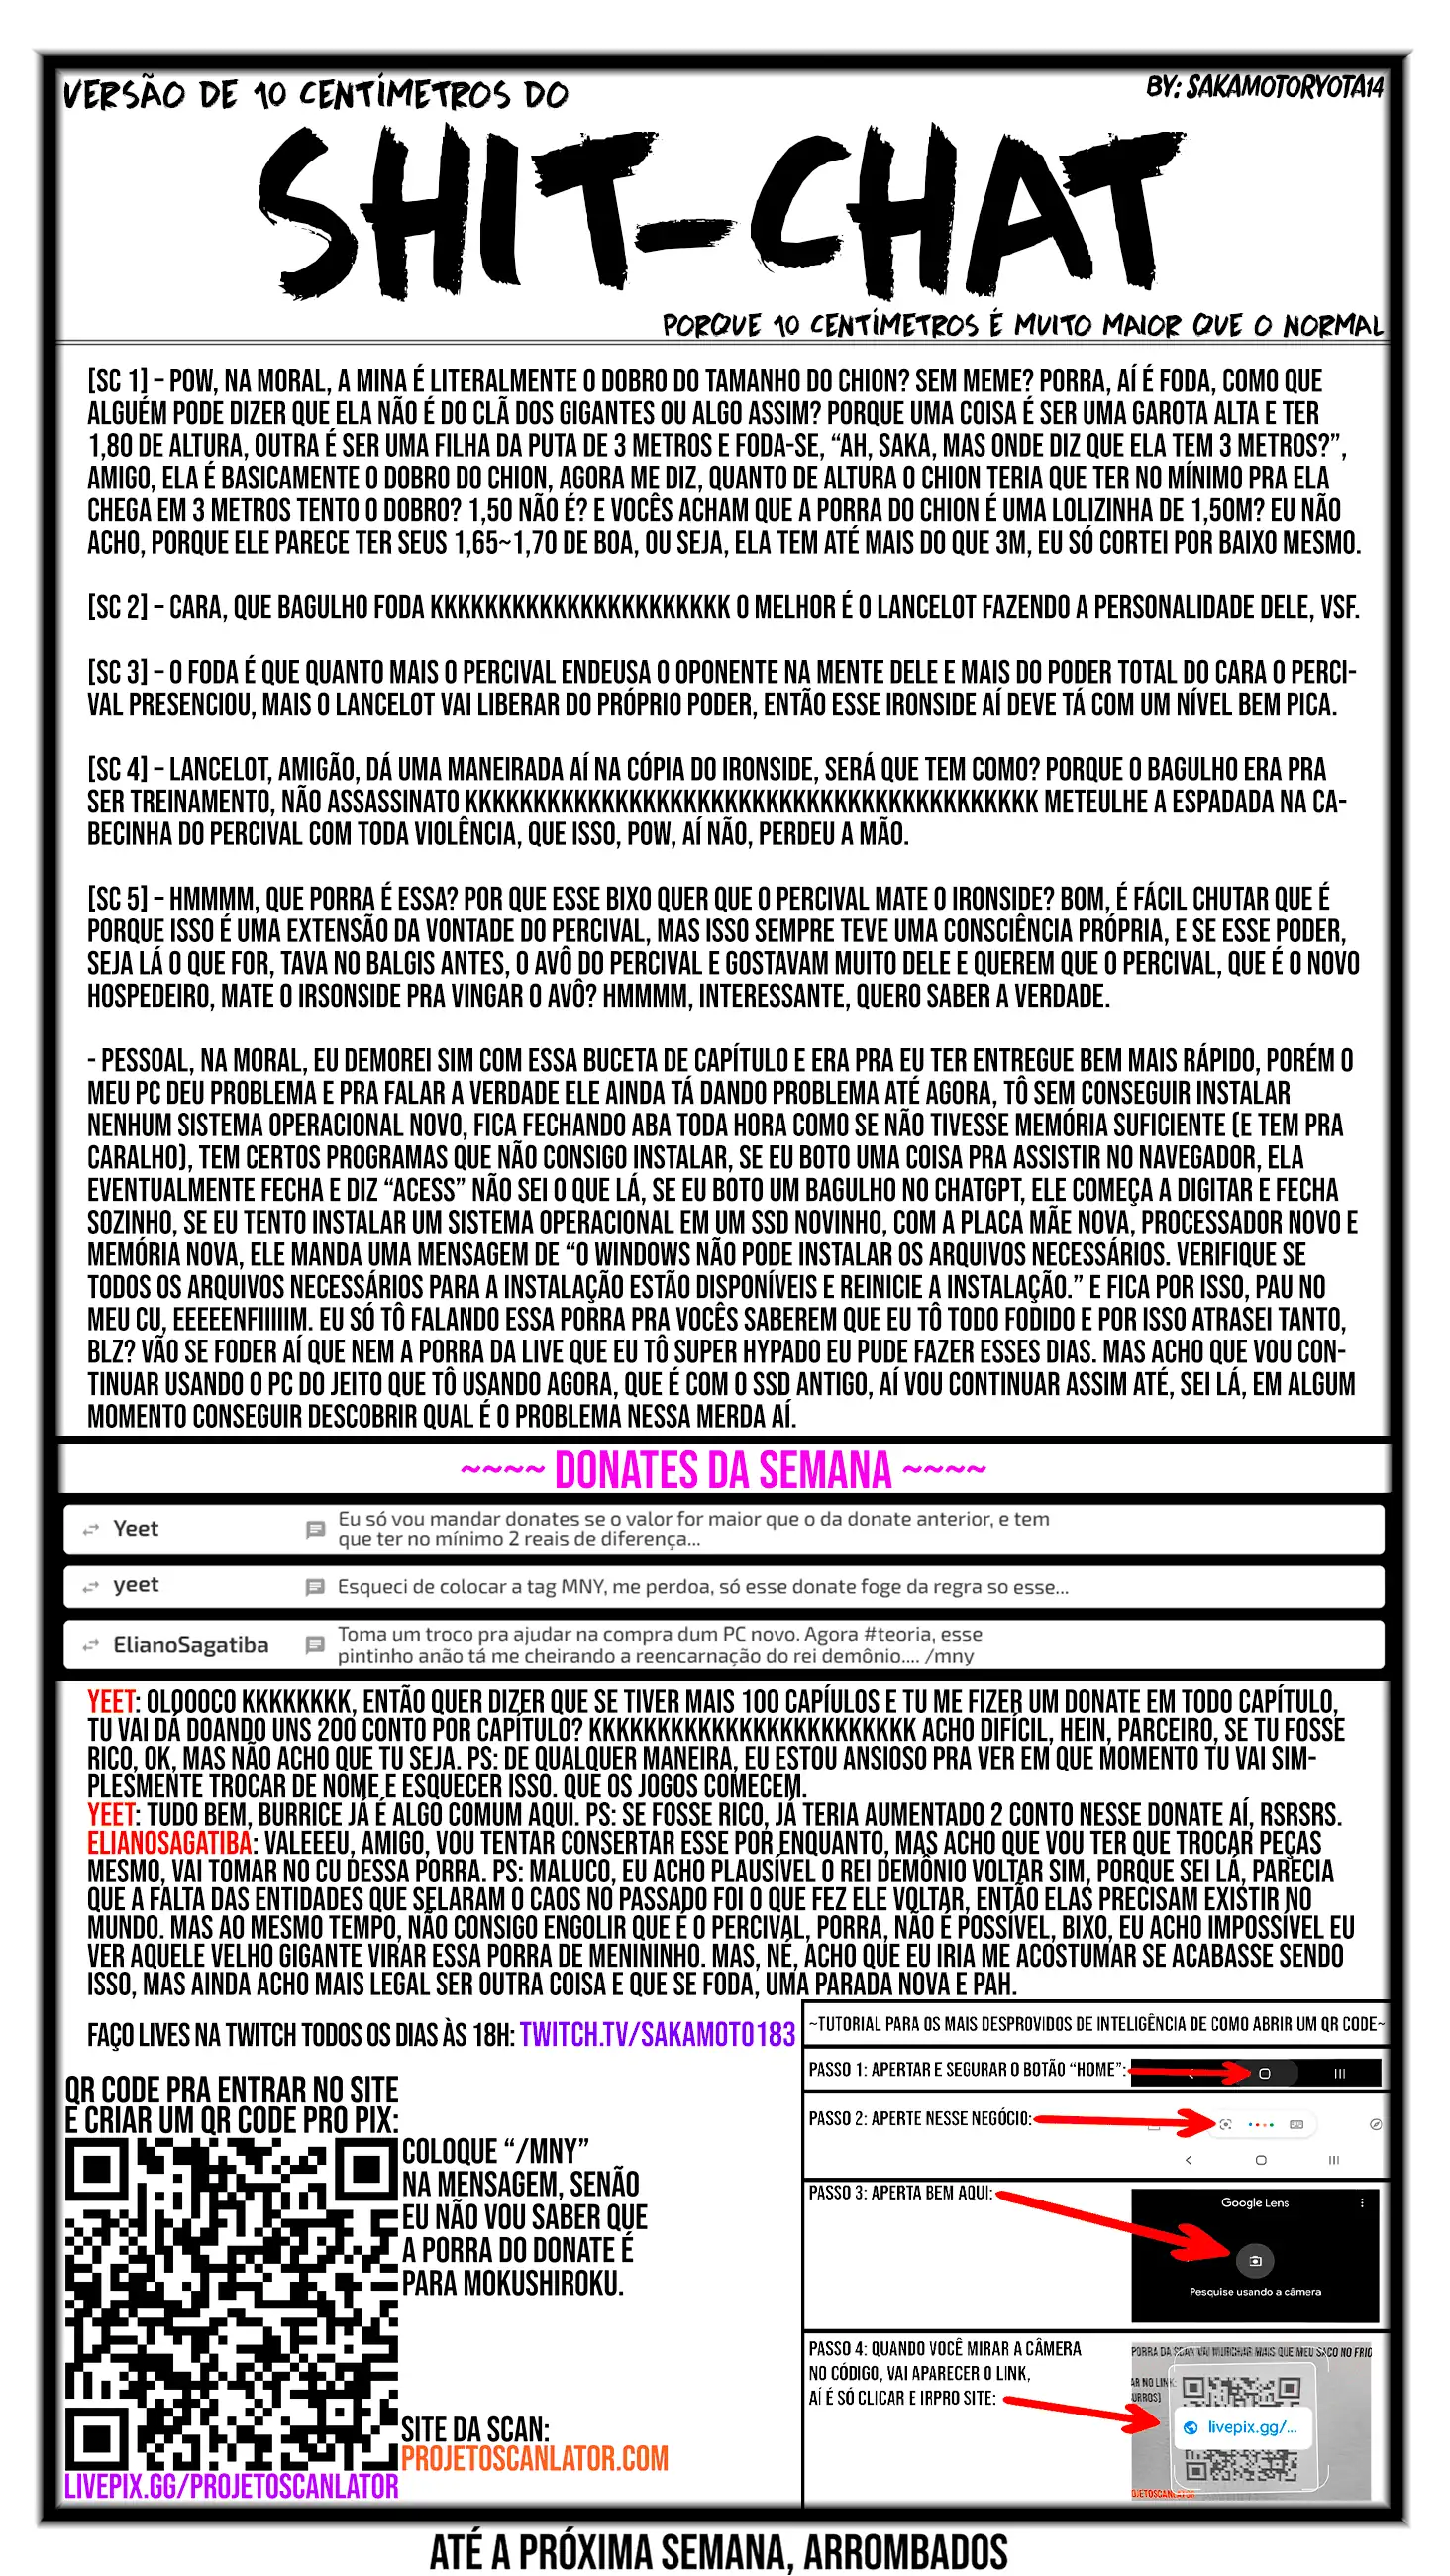 VERSÃO DE 10 CENTÍMETROS DO
BY: SAKAMOTORYOTA14
SHIT-CHAT
PORQUE 10 CENTÍMETROS É MUITO MAIOR QUE O NORMAL
[SC 1] – POW, NA MORAL, A MINA É LITERALMENTE O DOBRO DO TAMANHO DO CHION? SEM MEME? PORRA, AÍ É FODA, COMO QUE
ALGUÉM PODE DIZER QUE ELA NÃO É DO CLÃ DOS GIGANTES OU ALGO ASSIM? PORQUE UMA COISA É SER UMA GAROTA ALTA E TER
1,80 DE ALTURA, OUTRA É SER UMA FILHA DA PUTA DE 3 METROS E FODA-SE, “AH, SAKA, MAS ONDE DIZ QUE ELA TEM 3 METROS?”,
AMIGO, ELA É BASICAMENTE O DOBRO DO CHION, AGORA ME DIZ, QUANTO DE ALTURA O CHION TERIA QUE TER NO MÍNIMO PRA ELA
CHEGA EM 3 METROS TENTO O DOBRO? 1,50 NÃO É? E VOCÊS ACHAM QUE A PORRA DO CHION É UMA LOLIZINHA DE 1,50M? EU NÃO
ACHO, PORQUE ELE PARECE TER SEUS 1,65~1,70 DE BOA, OU SEJA, ELA TEM ATÉ MAIS DO QUE 3M, EU SÓ CORTEI POR BAIXO MESMO.
[SC 2] – CARA, QUE BAGULHO FODA KKKKKKKKKKKKKKKKKKKKKK O MELHOR É O LANCELOT FAZENDO A PERSONALIDADE DELE, VSF.
[SC 3] – O FODA É QUE QUANTO MAIS O PERCIVAL ENDEUSA O OPONENTE NA MENTE DELE E MAIS DO PODER TOTAL DO CARA O PERCI-
VAL PRESENCIOU, MAIS O LANCELOT VAI LIBERAR DO PRÓPRIO PODER, ENTÃO ESSE IRONSIDE AÍ DEVE TÁ COM UM NÍVEL BEM PICA.
[SC 4] – LANCELOT, AMIGÃO, DÁ UMA MANEIRADA AÍ NA CÓPIA DO IRONSIDE, SERÁ QUE TEM COMO? PORQUE O BAGULHO ERA PRA
SER TREINAMENTO, NÃO ASSASSINATO KKKKKKKKKKKKKKKKKKKKKKKKKKKKKKKKKKKKKKKKKK METEULHE A ESPADADA NA CA-
BECINHA DO PERCIVAL COM TODA VIOLÊNCIA, QUE ISSO, POW, AÍ NÃO, PERDEU A MÃO.
[SC 5] – HMMMM, QUE PORRA É ESSA? POR QUE ESSE BIXO QUER QUE O PERCIVAL MATE O IRONSIDE? BOM, É FÁCIL CHUTAR QUE É
PORQUE ISSO É UMA EXTENSÃO DA VONTADE DO PERCIVAL, MAS ISSO SEMPRE TEVE UMA CONSCIÊNCIA PRÓPRIA, E SE ESSE PODER,
SEJA LÁ O QUE FOR, TAVA NO BALGIS ANTES, O AVÔ DO PERCIVAL E GOSTAVAM MUITO DELE E QUEREM QUE O PERCIVAL, QUE É O NOVO
HOSPEDEIRO, MATE O IRSONSIDE PRA VINGAR O AVÔ? HMMMM, INTERESSANTE, QUERO SABER A VERDADE.
- PESSOAL, NA MORAL, EU DEMOREI SIM COM ESSA BUCETA DE CAPÍTULO E ERA PRA EU TER ENTREGUE BEM MAIS RÁPIDO, PORÉM O
MEU PC DEU PROBLEMA E PRA FALAR A VERDADE ELE AINDA TÁ DANDO PROBLEMA ATÉ AGORA, TÔ SEM CONSEGUIR INSTALAR
NENHUM SISTEMA OPERACIONAL NOVO, FICA FECHANDO ABA TODA HORA COMO SE NÃO TIVESSE MEMÓRIA SUFICIENTE (E TEM PRA
CARALHO), TEM CERTOS PROGRAMAS QUE NÃO CONSIGO INSTALAR, SE EU BOTO UMA COISA PRA ASSISTIR NO NAVEGADOR, ELA
EVENTUALMENTE FECHA E DIZ “ACESS” NÃO SEI O QUE LÁ, SE EU BOTO UM BAGULHO NO CHATGPT, ELE COMEÇA A DIGITAR E FECHA
SOZINHO, SE EU TENTO INSTALAR UM SISTEMA OPERACIONAL EM UM SSD NOVINHO, COM A PLACA MÃE NOVA, PROCESSADOR NOVO E
MEMÓRIA NOVA, ELE MANDA UMA MENSAGEM DE “O WINDOWS NÃO PODE INSTALAR OS ARQUIVOS NECESSÁRIOS. VERIFIQUE SE
TODOS OS ARQUIVOS NECESSÁRIOS PARA A INSTALAÇÃO ESTÃO DISPONÍVEIS E REINICIE A INSTALAÇÃO.” E FICA POR ISSO, PAU NO
MEU CU, EEEEENFIIIIIM. EU SÓ TÔ FALANDO ESSA PORRA PRA VOCÊS SABEREM QUE EU TÔ TODO FODIDO E POR ISSO ATRASEI TANTO,
BLZ? VÃO SE FODER AÍ QUE NEM A PORRA DA LIVE QUE EU TÔ SUPER HYPADO EU PUDE FAZER ESSES DIAS. MAS ACHO QUE VOU CON-
TINUAR USANDO O PC DO JEITO QUE TÔ USANDO AGORA, QUE É COM O SSD ANTIGO, AÍ VOU CONTINUAR ASSIM ATÉ, SEI LÁ, EM ALGUM
MOMENTO CONSEGUIR DESCOBRIR QUAL É O PROBLEMA NESSA MERDA AÍ.
~~~~ DONATES DA SEMANA ~~~~
Yeet
Eu só vou mandar donates se o valor for maior que o da donate anterior, e tem
que ter no mínimo 2 reais de diferença...
yeet
Esqueci de colocar a tag MNY, me perdoa, só esse donate foge da regra so esse...
ElianoSagatiba
Toma um troco pra ajudar na compra dum PC novo. Agora #teoria, esse
pintinho anão tá me cheirando a reencarnação do rei demônio.... /mny
YEET: OLOOOCO KKKKKKKK, ENTÃO QUER DIZER QUE SE TIVER MAIS 100 CAPÍULOS E TU ME FIZER UM DONATE EM TODO CAPÍTULO,
TU VAI DÁ DOANDO UNS 200 CONTO POR CAPÍTULO? KKKKKKKKKKKKKKKKKKKKKKKK ACHO DIFÍCIL, HEIN, PARCEIRO, SE TU FOSSE
RICO, OK, MAS NÃO ACHO QUE TU SEJA. PS: DE QUALQUER MANEIRA, EU ESTOU ANSIOSO PRA VER EM QUE MOMENTO TU VAI SIM-
PLESMENTE TROCAR DE NOME E ESQUECER ISSO. QUE OS JOGOS COMECEM.
YEET: TUDO BEM, BURRICE JÁ É ALGO COMUM AQUI. PS: SE FOSSE RICO, JÁ TERIA AUMENTADO 2 CONTO NESSE DONATE AÍ, RSRSRS.
ELIANOSAGATIBA: VALEEEU, AMIGO, VOU TENTAR CONSERTAR ESSE POR ENQUANTO, MAS ACHO QUE VOU TER QUE TROCAR PEÇAS
MESMO, VAI TOMAR NO CU DESSA PORRA. PS: MALUCO, EU ACHO PLAUSÍVEL O REI DEMÔNIO VOLTAR SIM, PORQUE SEI LÁ, PARECIA
QUE A FALTA DAS ENTIDADES QUE SELARAM O CAOS NO PASSADO FOI O QUE FEZ ELE VOLTAR, ENTÃO ELAS PRECISAM EXISTIR NO
MUNDO. MAS AO MESMO TEMPO, NÃO CONSIGO ENGOLIR QUE É O PERCIVAL, PORRA, NÃO É POSSÍVEL, BIXO, EU ACHO IMPOSSÍVEL EU
VER AQUELE VELHO GIGANTE VIRAR ESSA PORRA DE MENININHO. MAS, NÉ, ACHO QUE EU IRIA ME ACOSTUMAR SE ACABASSE SENDO
ISSO, MAS AINDA ACHO MAIS LEGAL SER OUTRA COISA E QUE SE FODA, UMA PARADA NOVA E PAH.
FAÇO LIVES NA TWITCH TODOS OS DIAS ÀS 18H: TWITCH.TV/SAKAMOTO183
QR CODE PRA ENTRAR NO SITE
E CRIAR UM QR CODE PRO PIX:
COLOQUE “/MNY”
NA MENSAGEM, SENÃO
EU NÃO VOU SABER QUE
A PORRA DO DONATE É
PARA MOKUSHIROKU.
SITE DA SCAN:
PROJETOSCANLATOR.COM
LIVEPIX.GG/PROJETOSCANLATOR
~TUTORIAL PARA OS MAIS DESPROVIDOS DE INTELIGÊNCIA DE COMO ABRIR UM QR CODE~
PASSO 1: APERTAR E SEGURAR O BOTÃO “HOME”:
PASSO 2: APERTE NESSE NEGÓCIO:
PASSO 3: APERTA BEM AQUI:
Google Lens
Pesquise usando a câmera
PASSO 4: QUANDO VOCÊ MIRAR A CÂMERA
NO CÓDIGO, VAI APARECER O LINK,
AÍ É SÓ CLICAR E IRPRO SITE:
PORRA DA SCAN VAI MURCHAR MAIS QUE MEU SACO NO FRIO
AR NO LINK:
URROS)
livepix.gg/...
OJETOSCANLATOR
ATÉ A PRÓXIMA SEMANA, ARROMBADOS